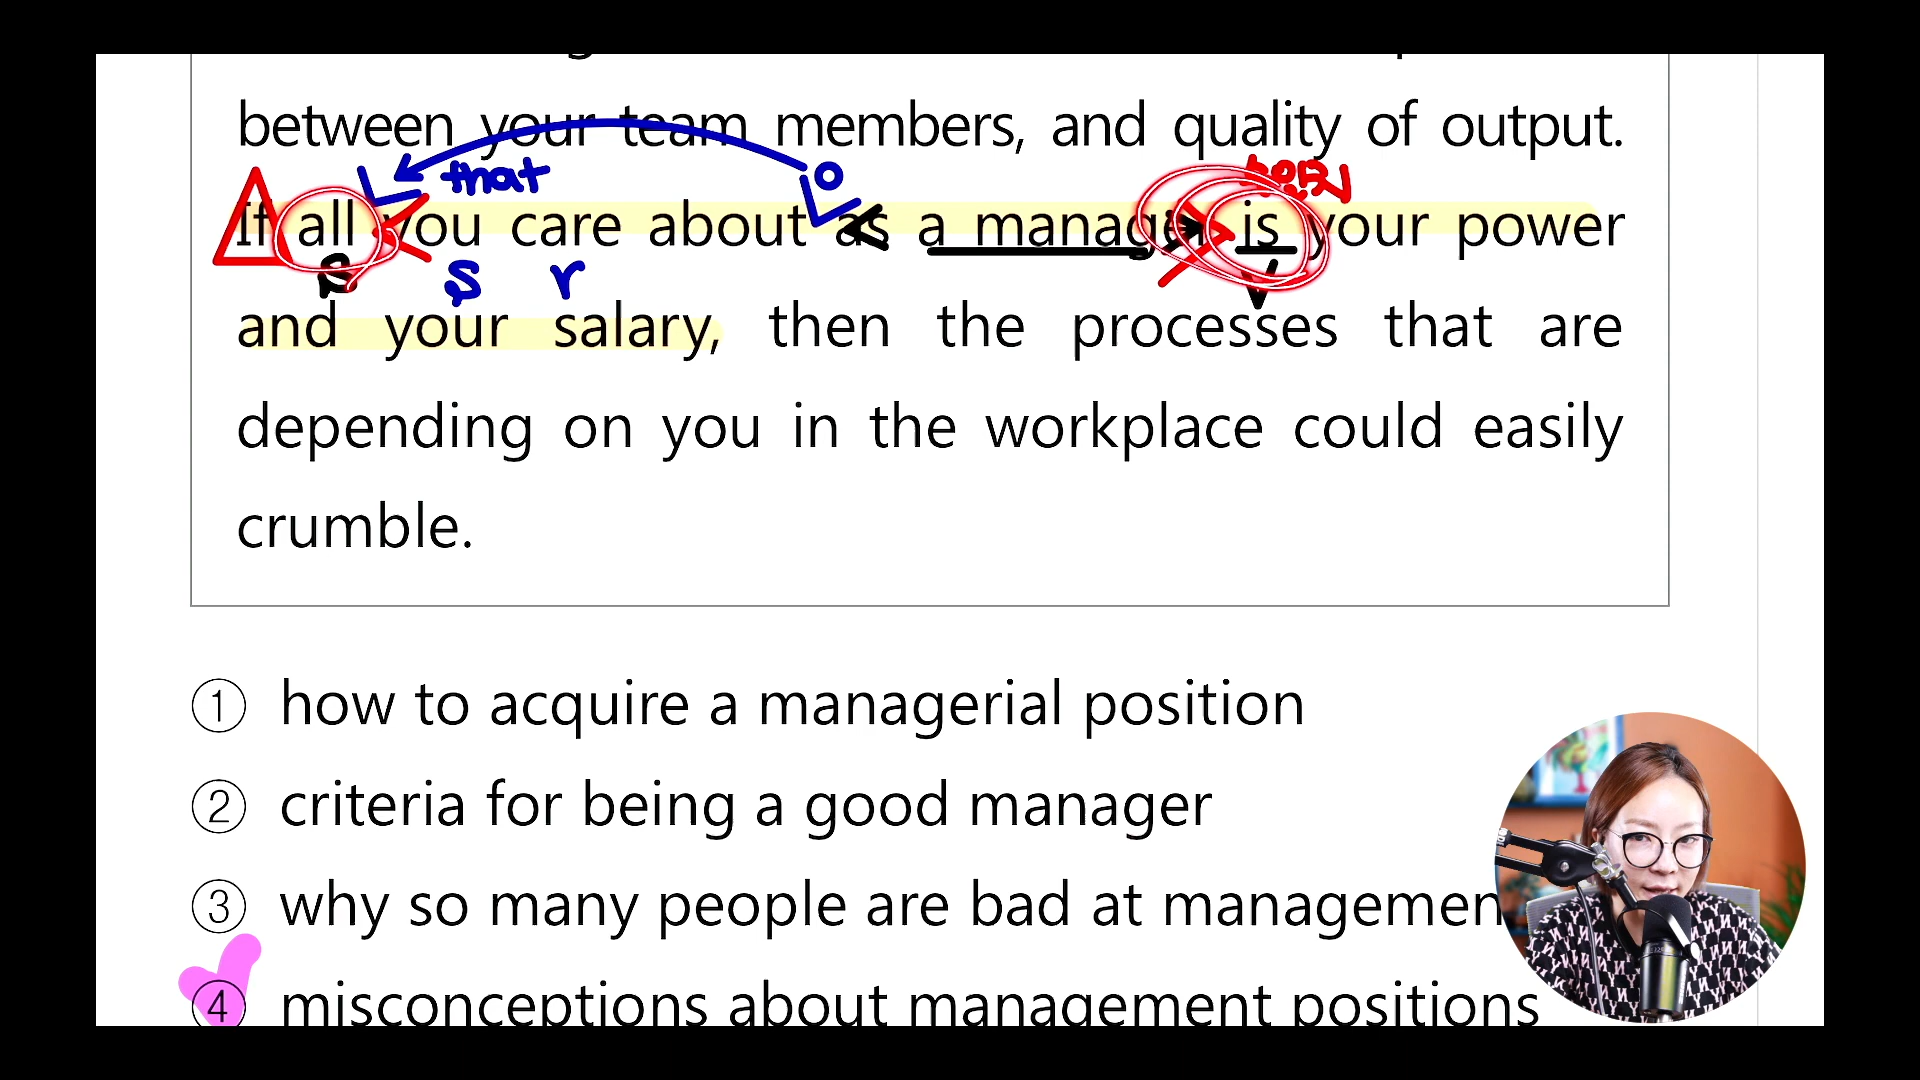 between your team members, and quality of output.
that
o
If all you care about as a manager is your power
s
s
v
v
and your salary, then the processes that are
depending on you in the workplace could easily
crumble.
① how to acquire a managerial position
② criteria for being a good manager
③ why so many people are bad at managemen
④ misconceptions about management positions